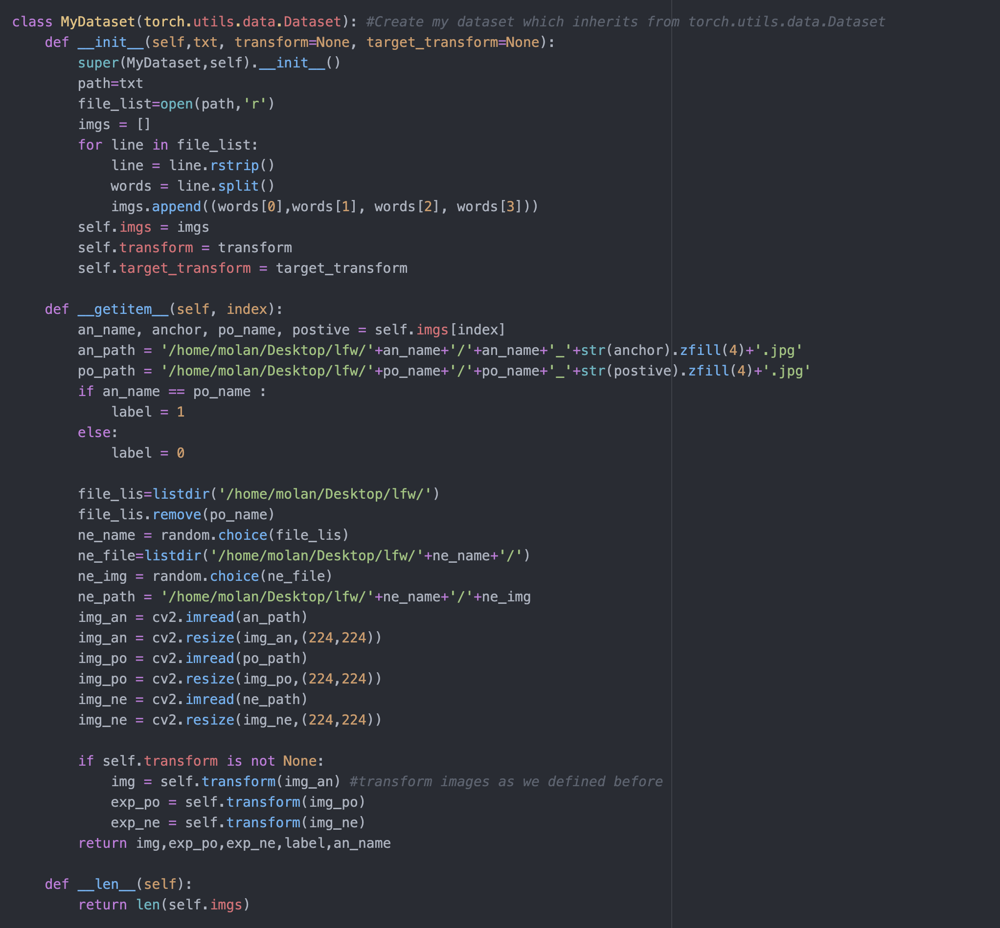 class MyDataset(torch.utils.data.Dataset): #Create my dataset which inherits from torch.utils.data.Dataset
    def __init__(self,txt, transform=None, target_transform=None):
        super(MyDataset,self).__init__()
        path=txt
        file_list=open(path,'r')
        imgs = []
        for line in file_list:
            line = line.rstrip()
            words = line.split()
            imgs.append((words[0],words[1], words[2], words[3]))
        self.imgs = imgs
        self.transform = transform
        self.target_transform = target_transform

    def __getitem__(self, index):
        an_name, anchor, po_name, postive = self.imgs[index]
        an_path = '/home/molan/Desktop/lfw/'+an_name+'/'+an_name+'_'+str(anchor).zfill(4)+'.jpg'
        po_path = '/home/molan/Desktop/lfw/'+po_name+'/'+po_name+'_'+str(postive).zfill(4)+'.jpg'
        if an_name == po_name :
            label = 1
        else:
            label = 0

        file_lis=listdir('/home/molan/Desktop/lfw/')
        file_lis.remove(po_name)
        ne_name = random.choice(file_lis)
        ne_file=listdir('/home/molan/Desktop/lfw/'+ne_name+'/')
        ne_img = random.choice(ne_file)
        ne_path = '/home/molan/Desktop/lfw/'+ne_name+'/'+ne_img
        img_an = cv2.imread(an_path)
        img_an = cv2.resize(img_an,(224,224))
        img_po = cv2.imread(po_path)
        img_po = cv2.resize(img_po,(224,224))
        img_ne = cv2.imread(ne_path)
        img_ne = cv2.resize(img_ne,(224,224))

        if self.transform is not None:
            img = self.transform(img_an) #transform images as we defined before
            exp_po = self.transform(img_po)
            exp_ne = self.transform(img_ne)
        return img,exp_po,exp_ne,label,an_name

    def __len__(self):
        return len(self.imgs)